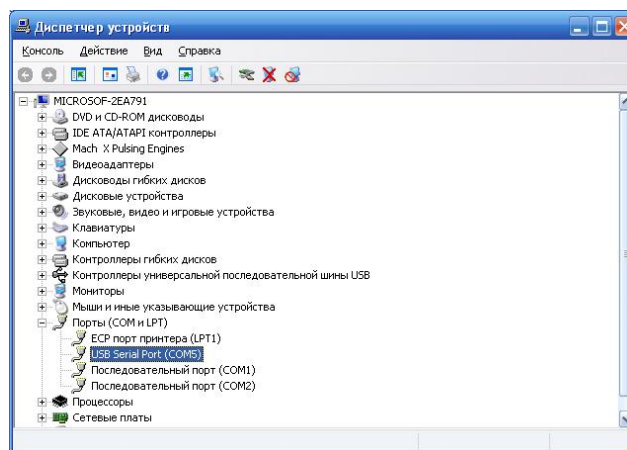 Диспетчер устройств
Консоль Действие Вид Справка
MICROSOF-2EA791
DVD и CD-ROM дисководы
IDE ATA/ATAPI контроллеры
Mach X Pulsing Engines
Видеоадаптеры
Дисководы гибких дисков
Дисковые устройства
Звуковые, видео и игровые устройства
Клавиатуры
Компьютер
Контроллеры гибких дисков
Контроллеры универсальной последовательной шины USB
Мониторы
Мыши и иные указывающие устройства
Порты (COM и LPT)
ECP порт принтера (LPT1)
USB Serial Port (COM5)
Последовательный порт (COM1)
Последовательный порт (COM2)
Процессоры
Сетевые платы